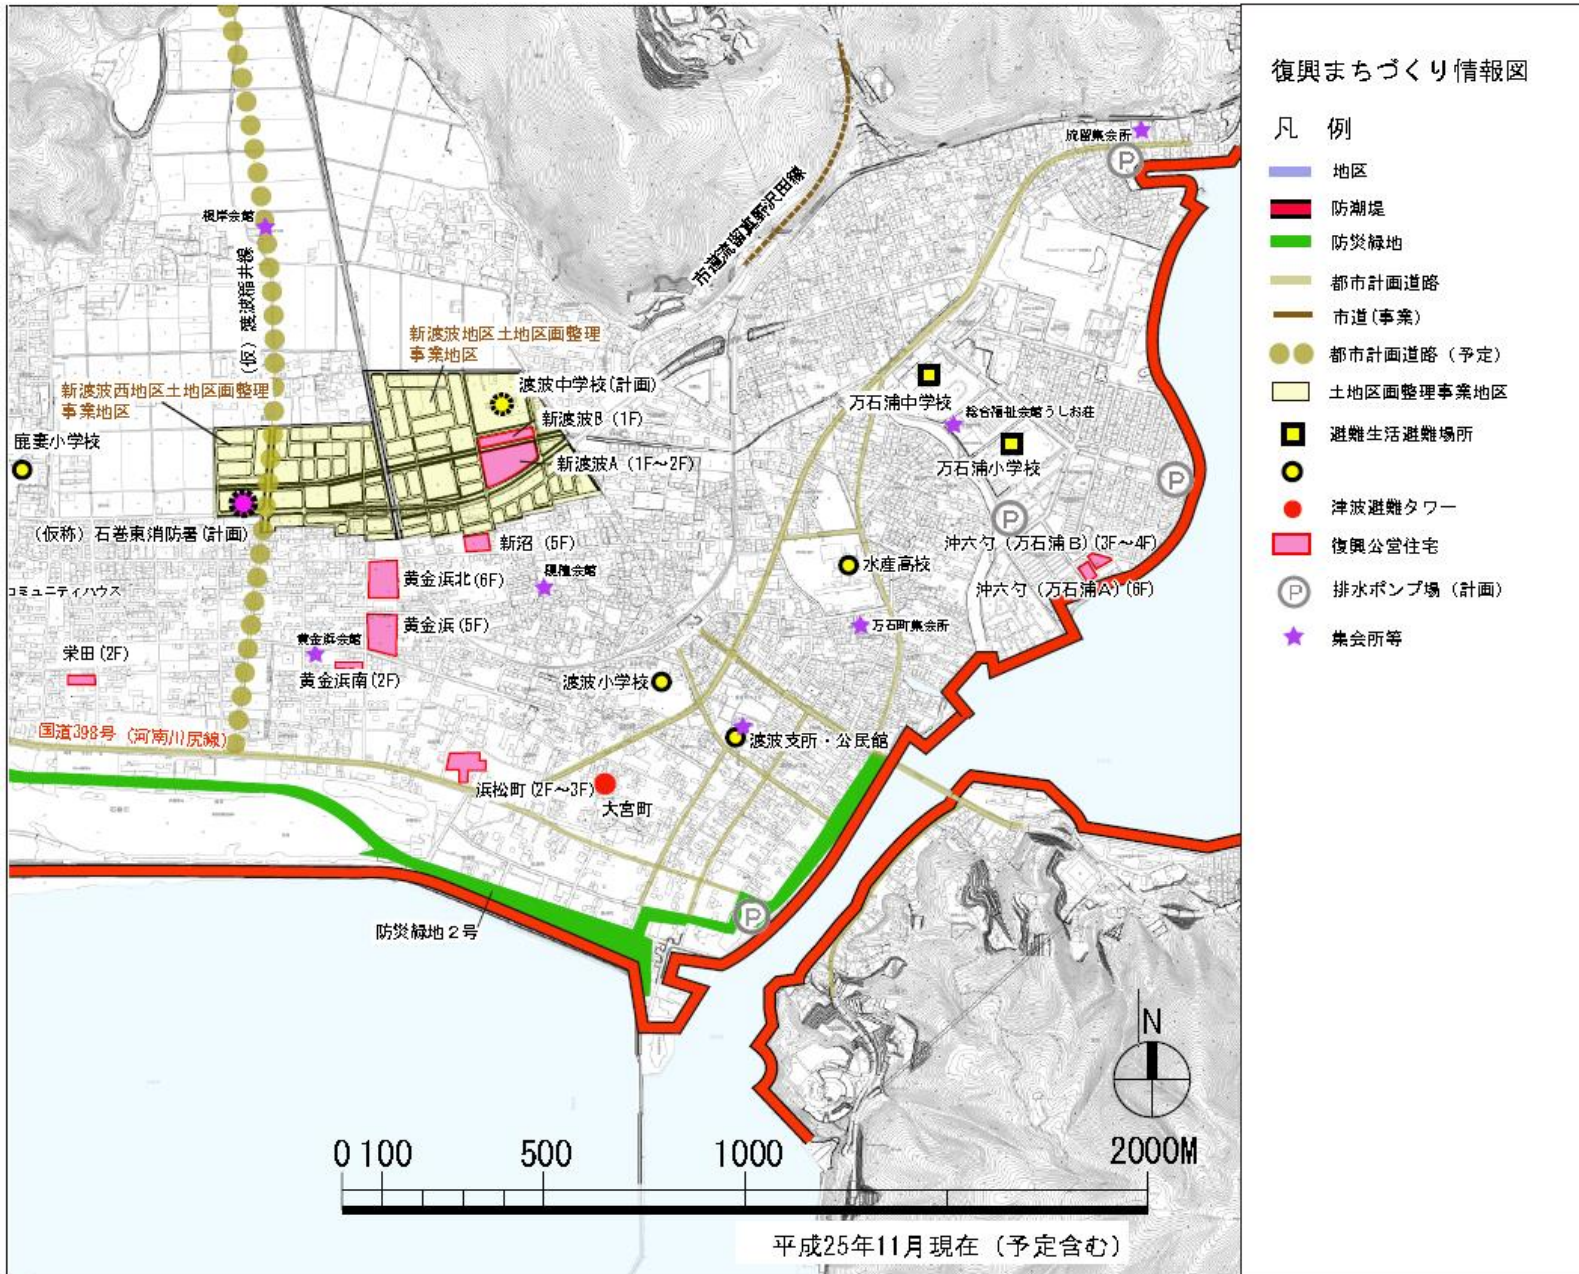 復興まちづくり情報図
凡 例
地区
防潮堤
防災緑地
都市計画道路
市道(事業)
都市計画道路(予定)
土地区画整理事業地区
避難生活避難場所
津波避難タワー
復興公営住宅
P
排水ポンプ場(計画)
集会所等
流留集会所
P
市道流留真野沢田線
根岸会館
(仮)渡波稲井線
新渡波地区土地区画整理
事業地区
新渡波西地区土地区画整理
事業地区
渡波中学校(計画)
新渡波B(1F)
新渡波A(1F~2F)
鹿妻小学校
(仮称)石巻東消防署(計画)
万石浦中学校
総合福祉会館うしお荘
万石浦小学校
P
P
新沼(5F)
沖六勺(万石浦B)(3F~4F)
沖六勺(万石浦A)(6F)
水産高校
黄金浜北(6F)
コミュニティハウス
黄金浜(5F)
万石町集会所
黄金浜会館
栄田(2F)
黄金浜南(2F)
渡波小学校
国道398号(河南川尻線)
渡波支所・公民館
浜松町(2F~3F)
大宮町
P
防災緑地2号
N
0 100 500 1000 2000M
平成25年11月現在(予定含む)